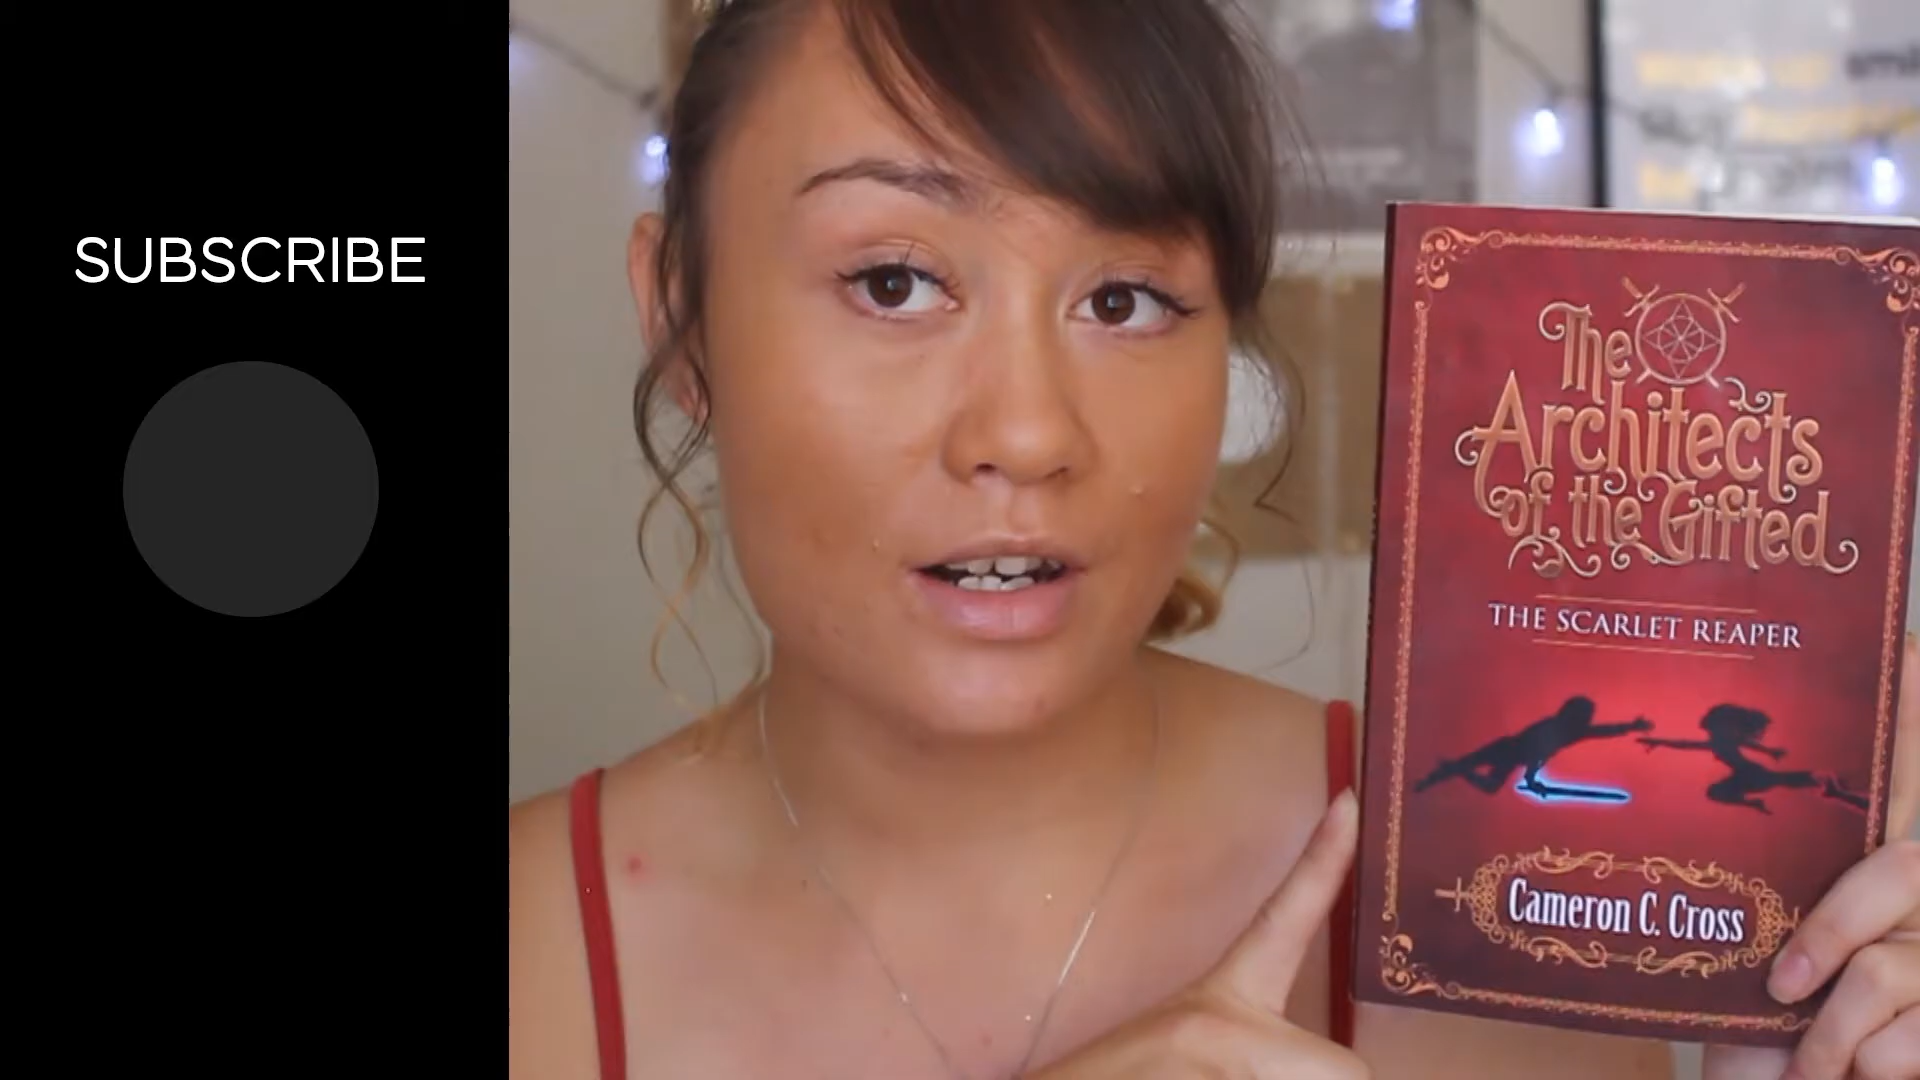 SUBSCRIBE
The
Architects
of the Gifted
THE SCARLET REAPER
Cameron C. Cross